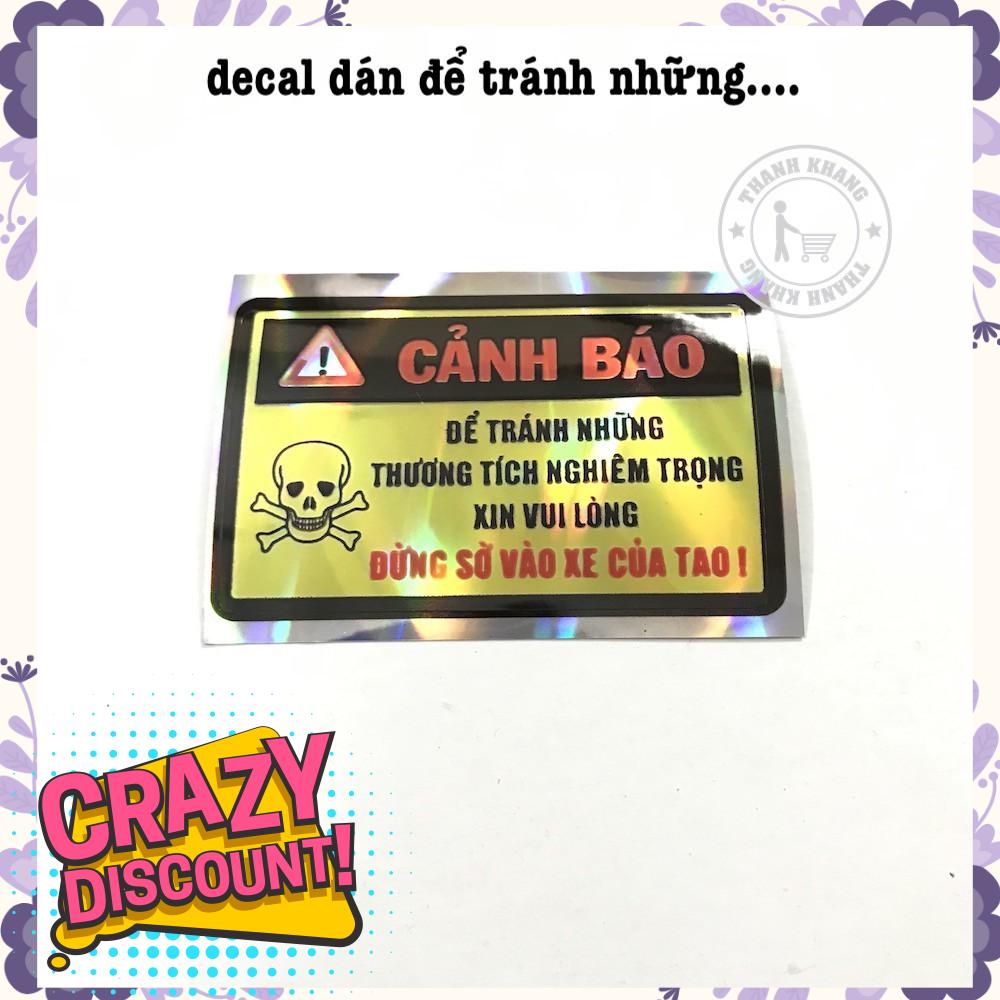 decal dán để tránh những....
THANH KHANG
THANH KHANG
CẢNH BÁO
ĐỂ TRÁNH NHỮNG
THƯƠNG TÍCH NGHIÊM TRỌNG
XIN VUI LÒNG
ĐỪNG SỜ VÀO XE CỦA TAO !
CRAZY
DISCOUNT!